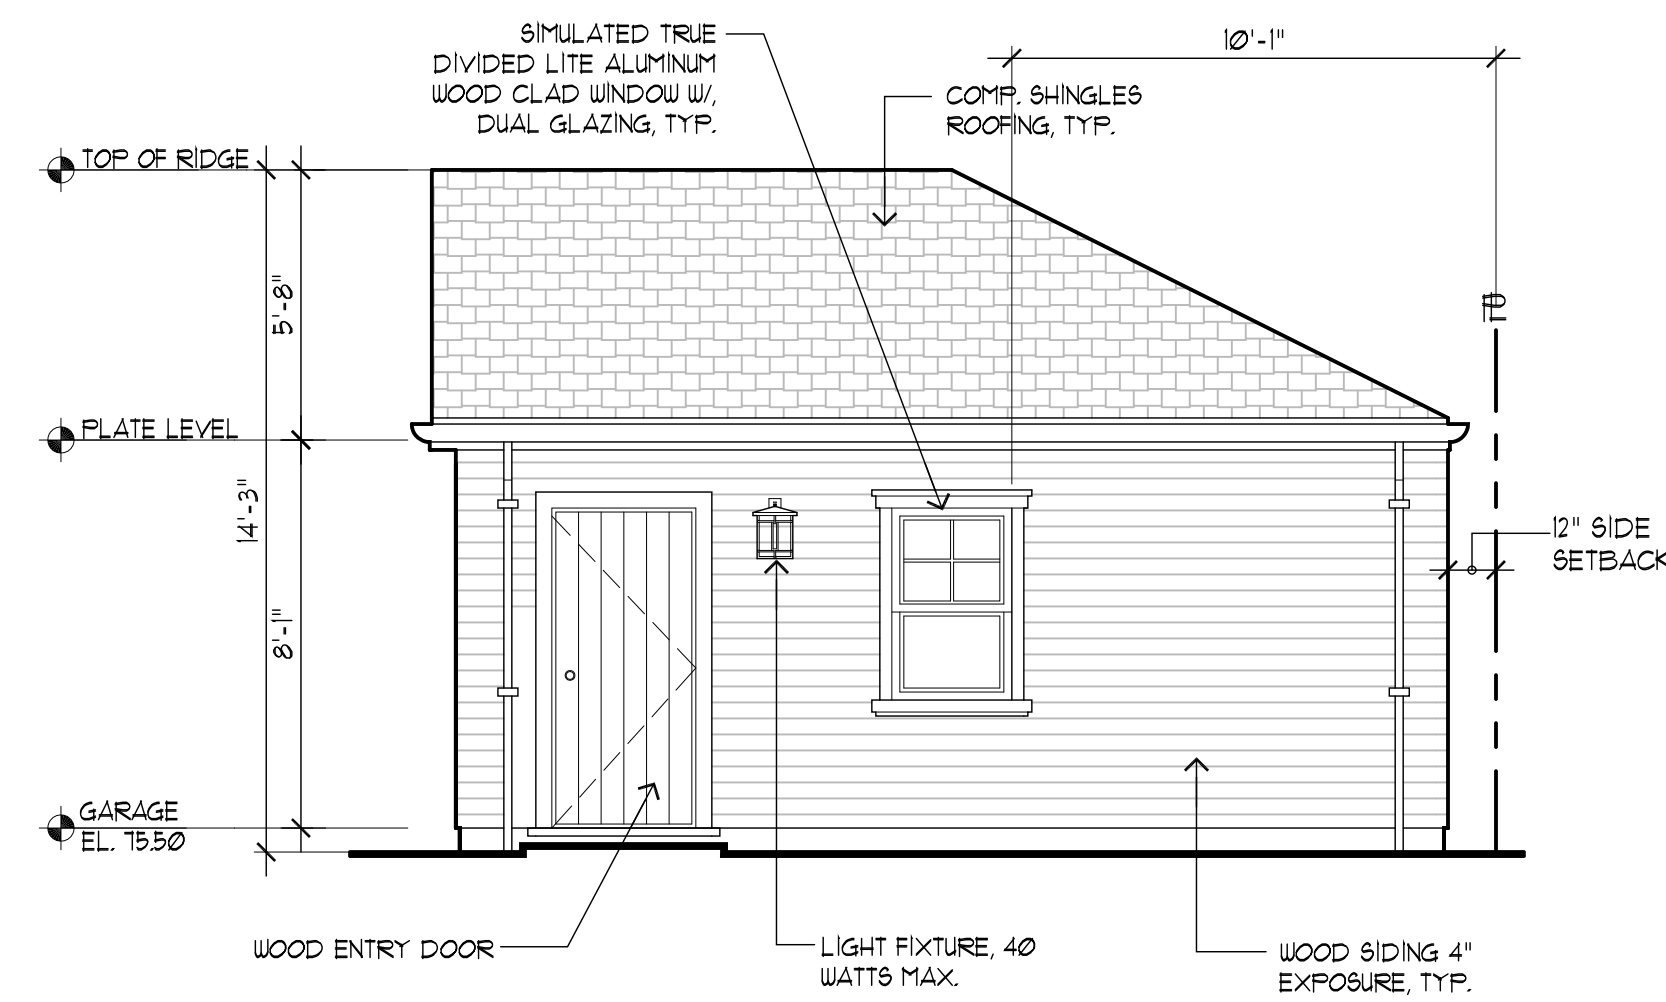 SIMULATED TRUE
DIVIDED LITE ALUMINUM
WOOD CLAD WINDOW W/,
DUAL GLAZING, TYP.
10'-1"
COMP. SHINGLES
ROOFING, TYP.
TOP OF RIDGE
5'-8"
PLATE LEVEL
14'-3"
8'-1"
12" SIDE
SETBACK
GARAGE
EL. 75.50
WOOD ENTRY DOOR
LIGHT FIXTURE, 40
WATTS MAX.
WOOD SIDING 4"
EXPOSURE, TYP.